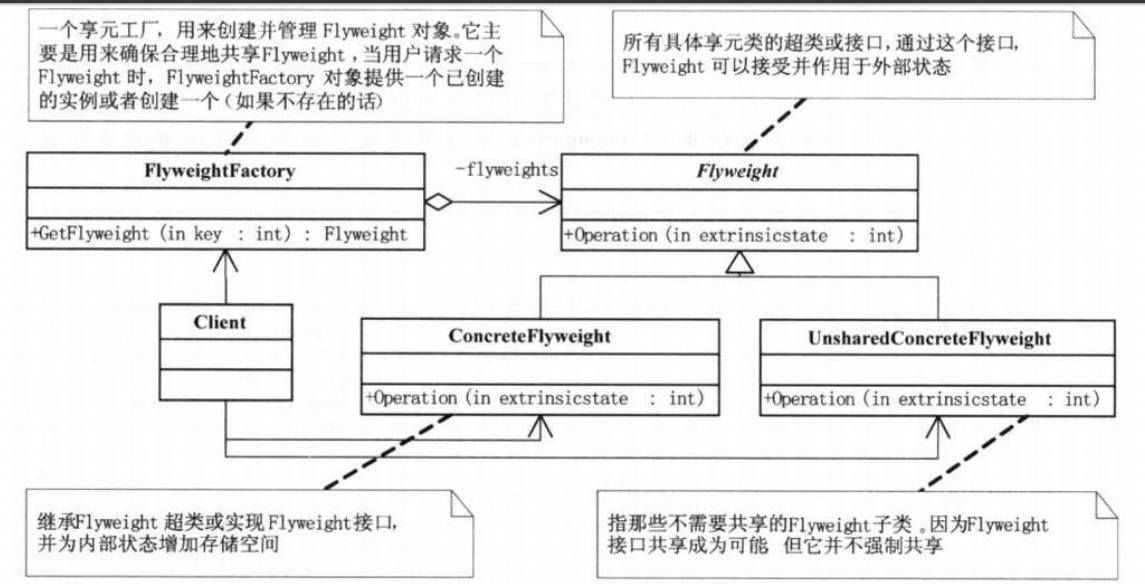 一个享元工厂，用来创建并管理 Flyweight 对象。它主
要是用来确保合理地共享Flyweight，当用户请求一个
Flyweight 时，FlyweightFactory 对象提供一个已创建
的实例或者创建一个（如果不存在的话）
所有具体享元类的超类或接口，通过这个接口，
Flyweight 可以接受并作用于外部状态
FlyweightFactory
+GetFlyweight (in key : int) : Flyweight
-flyweights
Flyweight
+Operation (in extrinsicstate : int)
Client
ConcreteFlyweight
+Operation (in extrinsicstate : int)
UnsharedConcreteFlyweight
+Operation (in extrinsicstate : int)
继承Flyweight 超类或实现 Flyweight接口，
并为内部状态增加存储空间
指那些不需要共享的Flyweight子类 。因为Flyweight
接口共享成为可能 但它并不强制共享